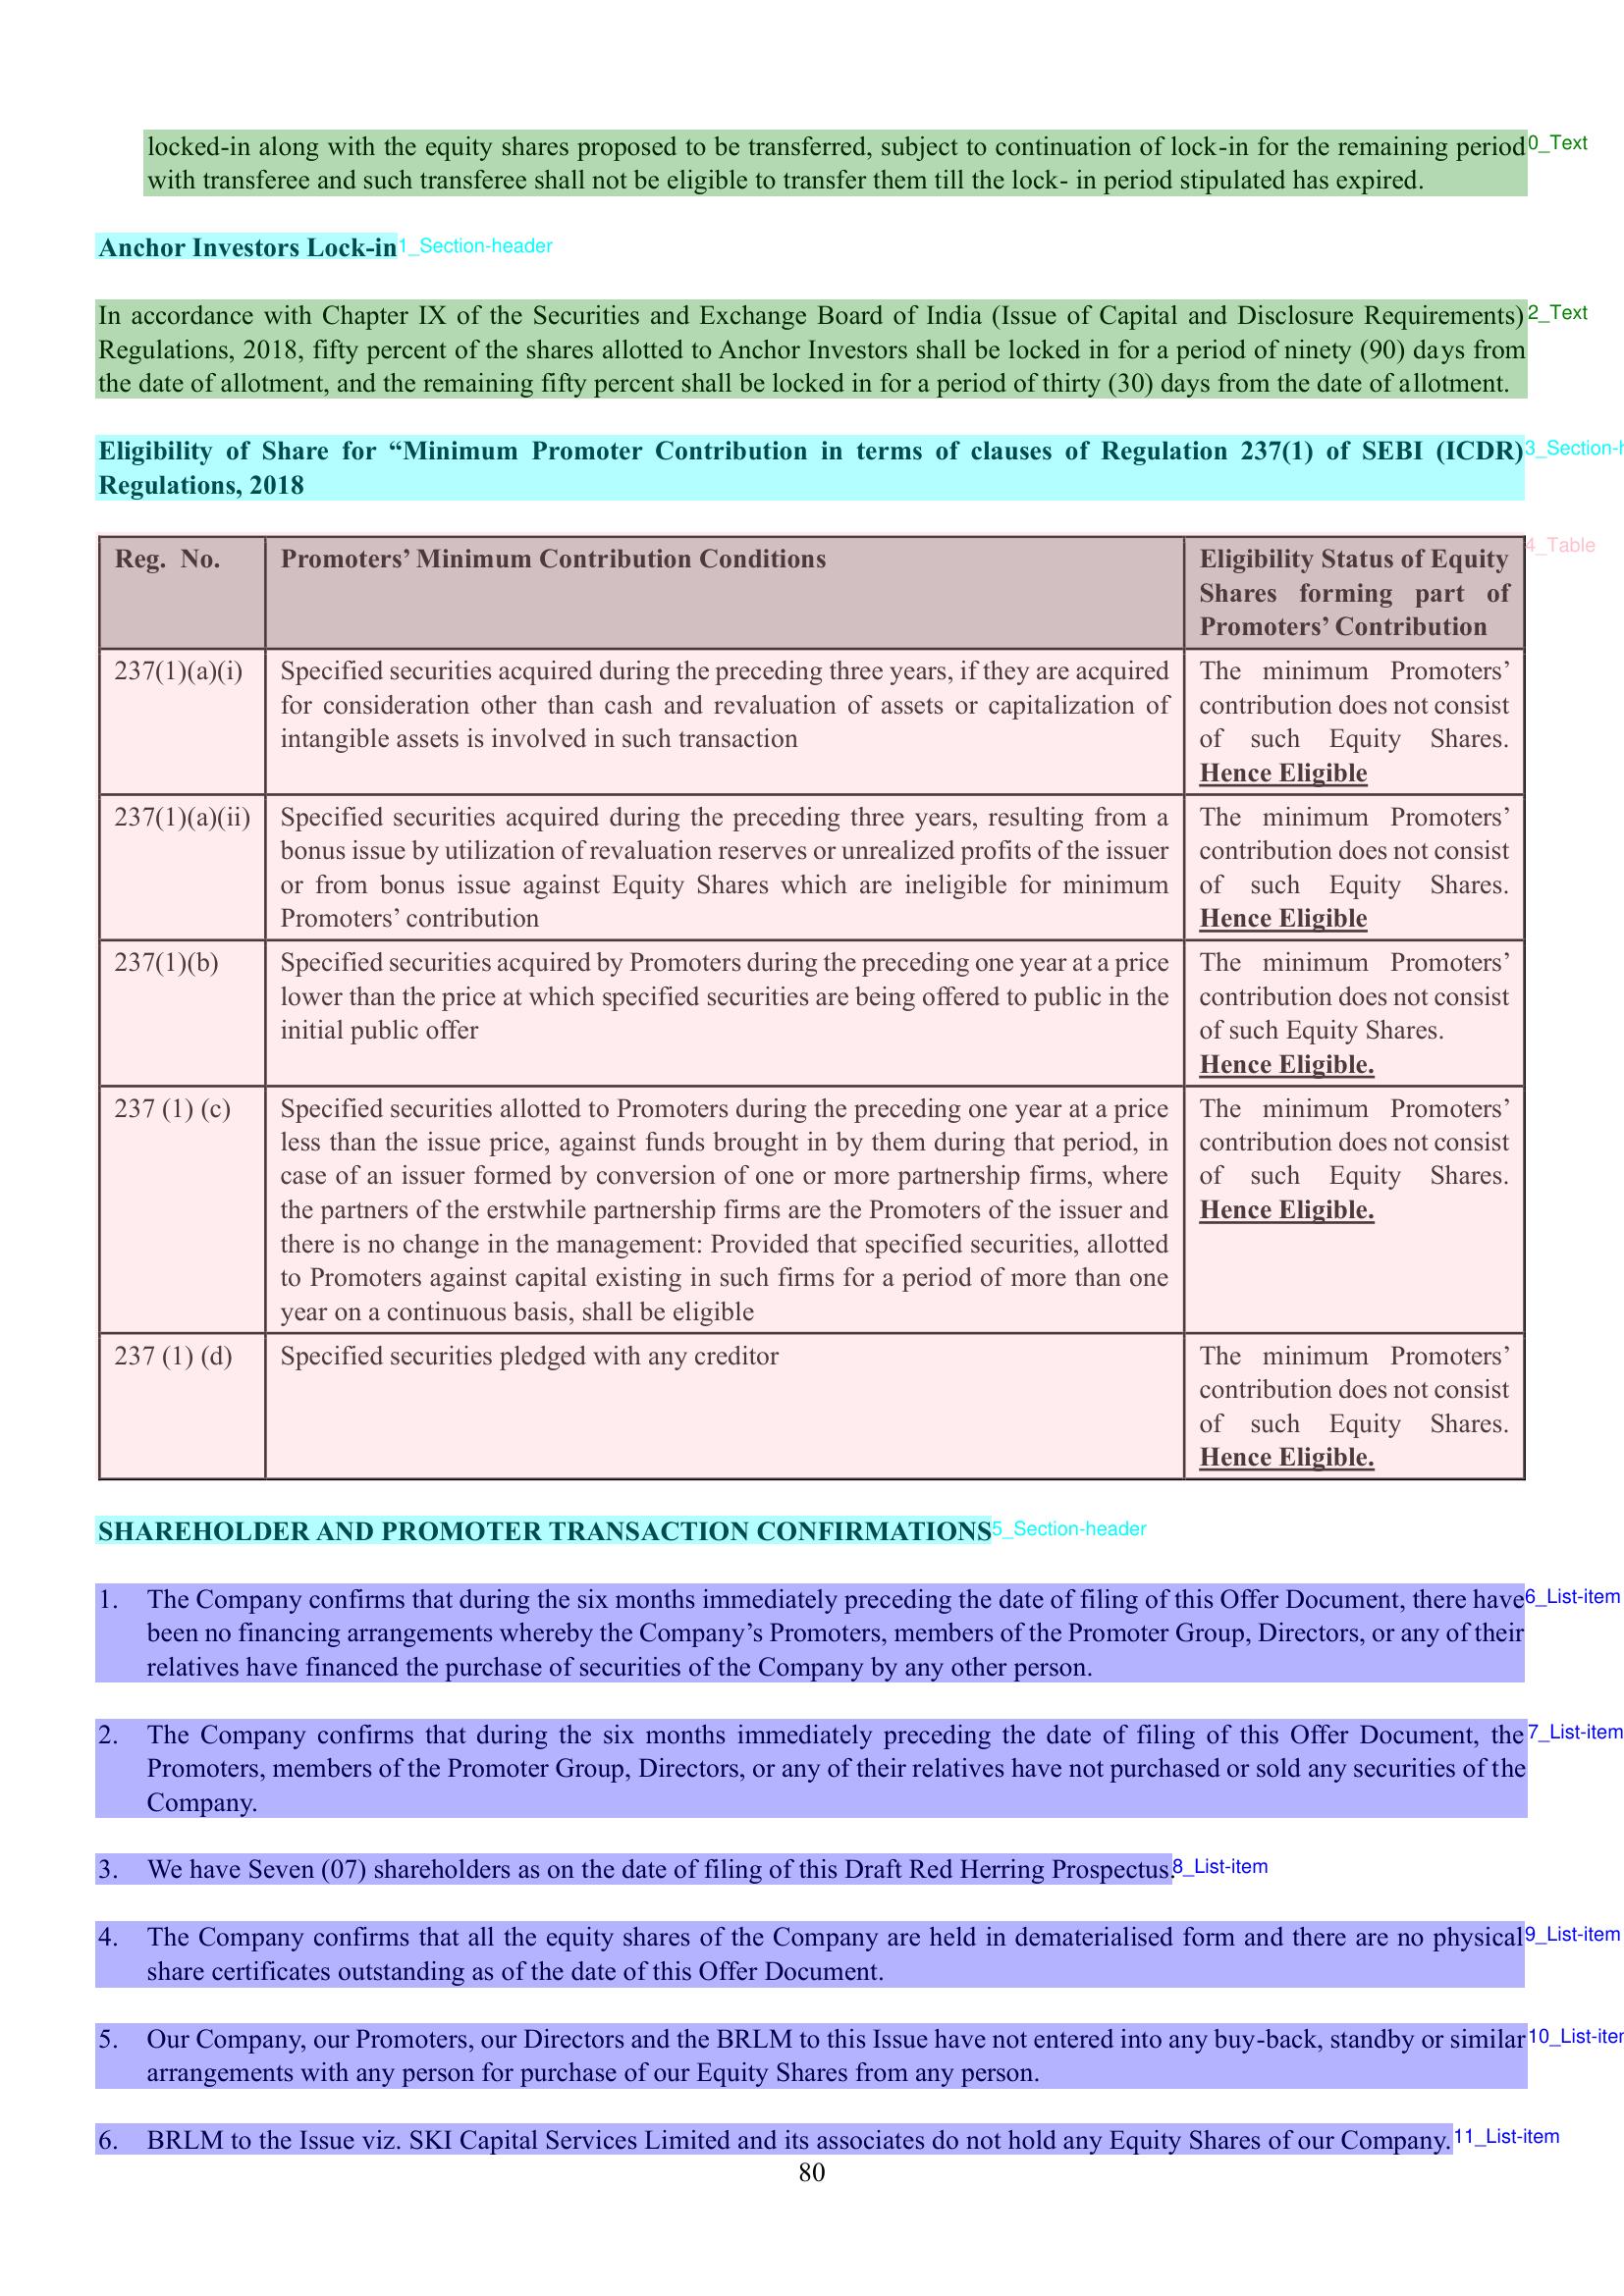 locked-in along with the equity shares proposed to be transferred, subject to continuation of lock-in for the remaining period
0_Text
with transferee and such transferee shall not be eligible to transfer them till the lock- in period stipulated has expired.
Anchor Investors Lock-in
1_Section-header
In accordance with Chapter IX of the Securities and Exchange Board of India (Issue of Capital and Disclosure Requirements)
2_Text
Regulations, 2018, fifty percent of the shares allotted to Anchor Investors shall be locked in for a period of ninety (90) days from
the date of allotment, and the remaining fifty percent shall be locked in for a period of thirty (30) days from the date of allotment.
Eligibility of Share for “Minimum Promoter Contribution in terms of clauses of Regulation 237(1) of SEBI (ICDR)
3_Section-h
Regulations, 2018
4_Table
Reg. No.
Promoters’ Minimum Contribution Conditions
Eligibility Status of Equity
Shares forming part of
Promoters’ Contribution
237(1)(a)(i)
Specified securities acquired during the preceding three years, if they are acquired
for consideration other than cash and revaluation of assets or capitalization of
intangible assets is involved in such transaction
The minimum Promoters’
contribution does not consist
of such Equity Shares.
Hence Eligible
237(1)(a)(ii)
Specified securities acquired during the preceding three years, resulting from a
bonus issue by utilization of revaluation reserves or unrealized profits of the issuer
or from bonus issue against Equity Shares which are ineligible for minimum
Promoters’ contribution
The minimum Promoters’
contribution does not consist
of such Equity Shares.
Hence Eligible
237(1)(b)
Specified securities acquired by Promoters during the preceding one year at a price
lower than the price at which specified securities are being offered to public in the
initial public offer
The minimum Promoters’
contribution does not consist
of such Equity Shares.
Hence Eligible.
237 (1) (c)
Specified securities allotted to Promoters during the preceding one year at a price
less than the issue price, against funds brought in by them during that period, in
case of an issuer formed by conversion of one or more partnership firms, where
the partners of the erstwhile partnership firms are the Promoters of the issuer and
there is no change in the management: Provided that specified securities, allotted
to Promoters against capital existing in such firms for a period of more than one
year on a continuous basis, shall be eligible
The minimum Promoters’
contribution does not consist
of such Equity Shares.
Hence Eligible.
237 (1) (d)
Specified securities pledged with any creditor
The minimum Promoters’
contribution does not consist
of such Equity Shares.
Hence Eligible.
SHAREHOLDER AND PROMOTER TRANSACTION CONFIRMATIONS
5_Section-header
1. The Company confirms that during the six months immediately preceding the date of filing of this Offer Document, there have
6_List-item
been no financing arrangements whereby the Company’s Promoters, members of the Promoter Group, Directors, or any of their
relatives have financed the purchase of securities of the Company by any other person.
2. The Company confirms that during the six months immediately preceding the date of filing of this Offer Document, the
7_List-item
Promoters, members of the Promoter Group, Directors, or any of their relatives have not purchased or sold any securities of the
Company.
3. We have Seven (07) shareholders as on the date of filing of this Draft Red Herring Prospectus.
8_List-item
4. The Company confirms that all the equity shares of the Company are held in dematerialised form and there are no physical
9_List-item
share certificates outstanding as of the date of this Offer Document.
5. Our Company, our Promoters, our Directors and the BRLM to this Issue have not entered into any buy-back, standby or similar
10_List-iter
arrangements with any person for purchase of our Equity Shares from any person.
6. BRLM to the Issue viz. SKI Capital Services Limited and its associates do not hold any Equity Shares of our Company.
11_List-item
80